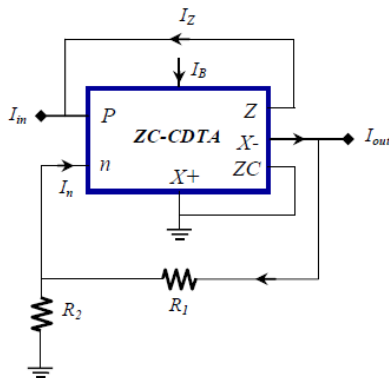 I_Z
I_B
I_in
P
ZC-CDTA
Z
X-
I_out
n
ZC
X+
I_n
R_1
R_2